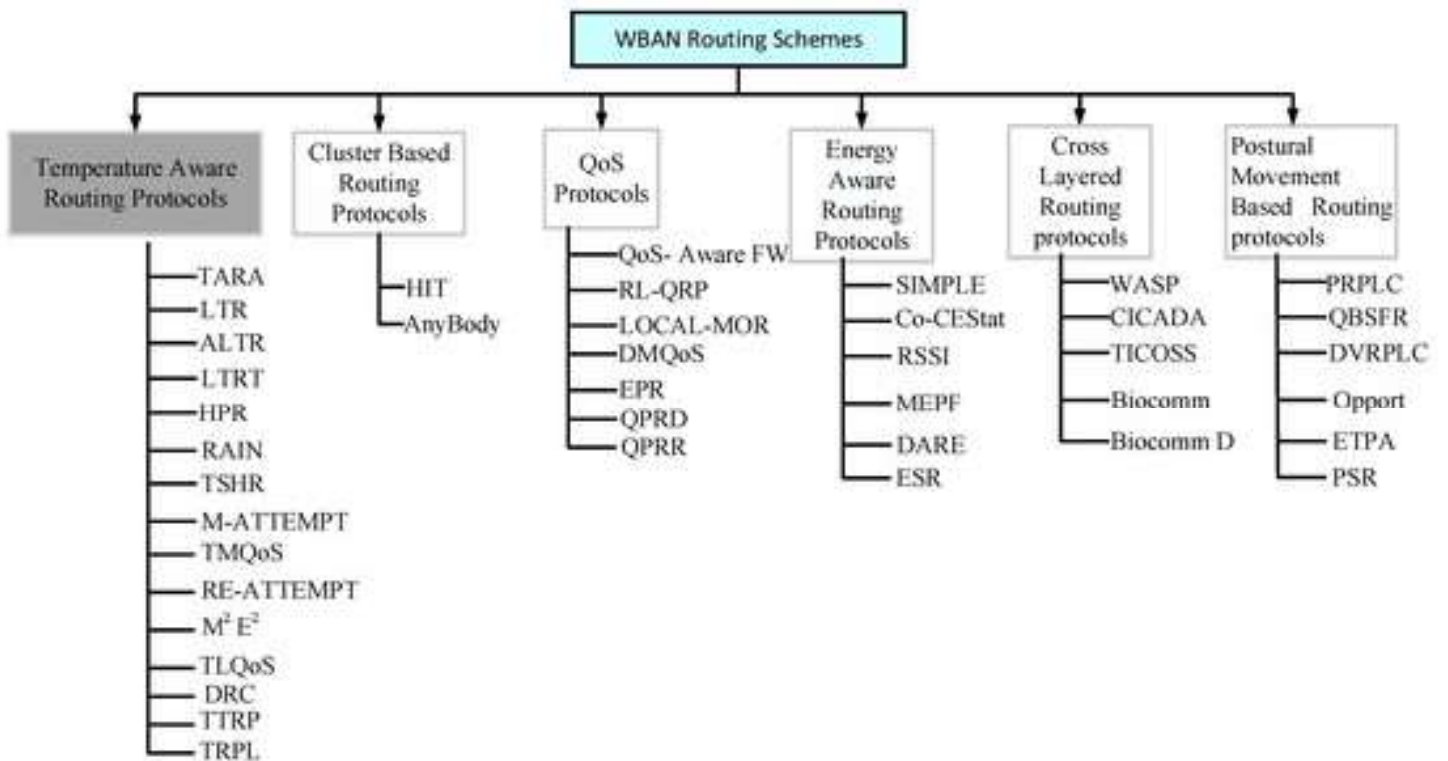 WBAN Routing Schemes
Temperature Aware
Routing Protocols
TARA
LTR
ALTR
LTRT
HPR
RAIN
TSHR
M-ATTEMPT
TMQoS
RE-ATTEMPT
M² E²
TLQoS
DRC
TTRP
TRPL
Cluster Based
Routing
Protocols
HIT
AnyBody
QoS
Protocols
QoS- Aware FW
RL-QRP
LOCAL-MOR
DMQoS
EPR
QPRD
QPRR
Energy
Aware
Routing
Protocols
SIMPLE
Co-CEStat
RSSI
MEPF
DARE
ESR
Cross
Layered
Routing
protocols
WASP
CICADA
TICOSS
Biocomm
Biocomm D
Postural
Movement
Based Routing
protocols
PRPLC
QBSFR
DVRPLC
Opport
ETPA
PSR